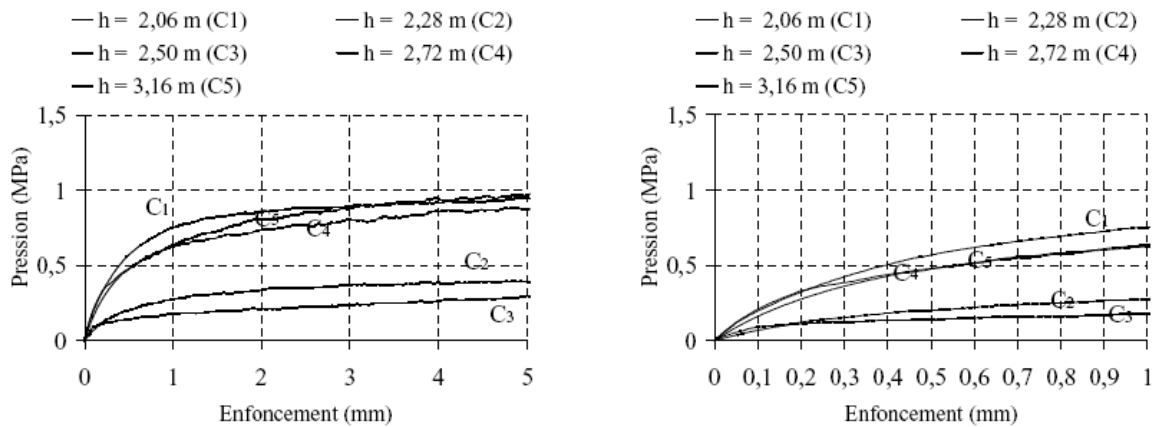 h = 2,06 m (C1) h = 2,28 m (C2)
h = 2,50 m (C3) h = 2,72 m (C4)
h = 3,16 m (C5)
1,5
1
0,5
0
Pression (MPa)
C1
C5
C4
C2
C3
0 1 2 3 4 5
Enfoncement (mm)
h = 2,06 m (C1) h = 2,28 m (C2)
h = 2,50 m (C3) h = 2,72 m (C4)
h = 3,16 m (C5)
1,5
1
0,5
0
Pression (MPa)
C1
C4
C5
C2
C3
0 0,1 0,2 0,3 0,4 0,5 0,6 0,7 0,8 0,9 1
Enfoncement (mm)